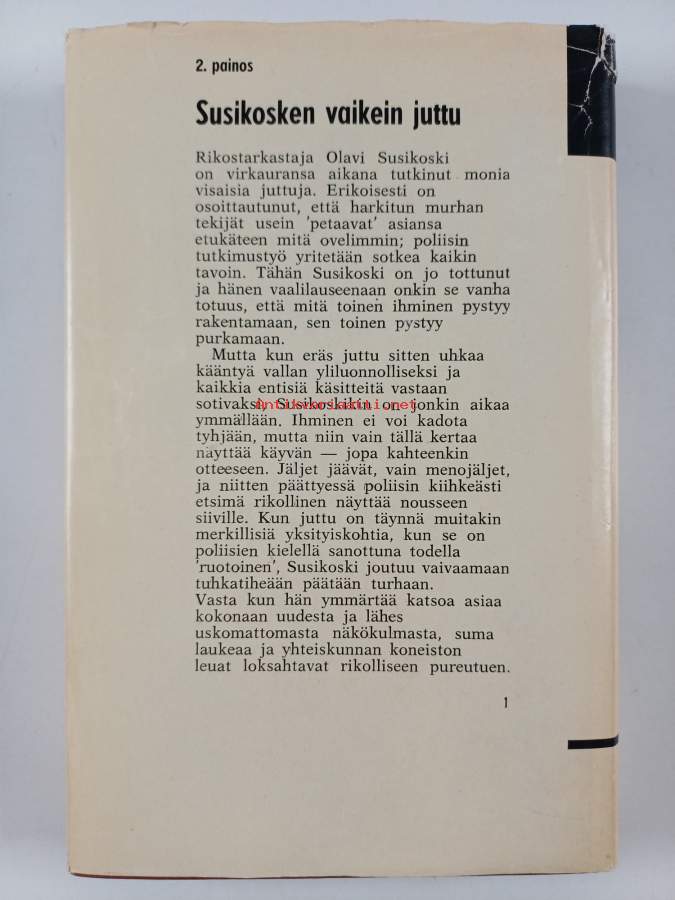 2. painos
Susikosken vaikein juttu
Rikostarkastaja Olavi Susikoski
on virkauransa aikana tutkinut monia
visaisia juttuja. Erikoisesti on
osoittautunut, että harkitun murhan
tekijät usein 'petaavat' asiansa
etukäteen mitä ovelimmin; poliisin
tutkimustyö yritetään sotkea kaikin
tavoin. Tähän Susikoski on jo tottunut
ja hänen vaalilauseenaan onkin se vanha
totuus, että mitä toinen ihminen pystyy
rakentamaan, sen toinen pystyy
purkamaan.
Mutta kun eräs juttu sitten uhkaa
kääntyä vallan yliluonnolliseksi ja
kaikkia entisiä käsitteitä vastaan
sotivaksi, Susikoskikin on jonkin aikaa
Antikvariaatti.net
ymmällään. Ihminen ei voi kadota
tyhjään, mutta niin vain tällä kertaa
näyttää käyvän — jopa kahteenkin
otteeseen. Jäljet jäävät, vain menojäljet,
ja niitten päättyessä poliisin kiihkeästi
etsimä rikollinen näyttää nousseen
siiville. Kun juttu on täynnä muitakin
merkillisiä yksityiskohtia, kun se on
poliisien kielellä sanottuna todella
'ruotoinen', Susikoski joutuu vaivaamaan
tuhkatiheään päätään turhaan.
Vasta kun hän ymmärtää katsoa asiaa
kokonaan uudesta ja lähes
uskomattomasta näkökulmasta, suma
laukeaa ja yhteiskunnan koneiston
leuat loksahtavat rikolliseen pureutuen.
1